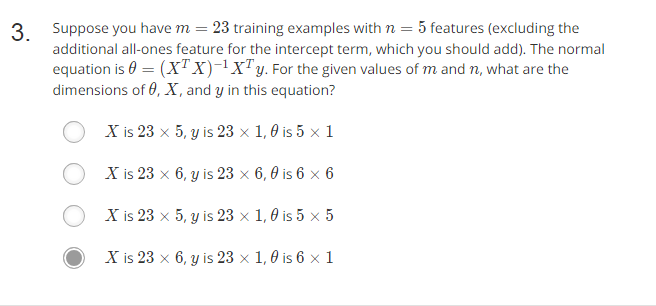 3. Suppose you have m = 23 training examples with n = 5 features (excluding the
additional all-ones feature for the intercept term, which you should add). The normal
equation is θ = (XᵀX)⁻¹Xᵀy. For the given values of m and n, what are the
dimensions of θ, X, and y in this equation?
X is 23 × 5, y is 23 × 1, θ is 5 × 1
X is 23 × 6, y is 23 × 6, θ is 6 × 6
X is 23 × 5, y is 23 × 1, θ is 5 × 5
X is 23 × 6, y is 23 × 1, θ is 6 × 1